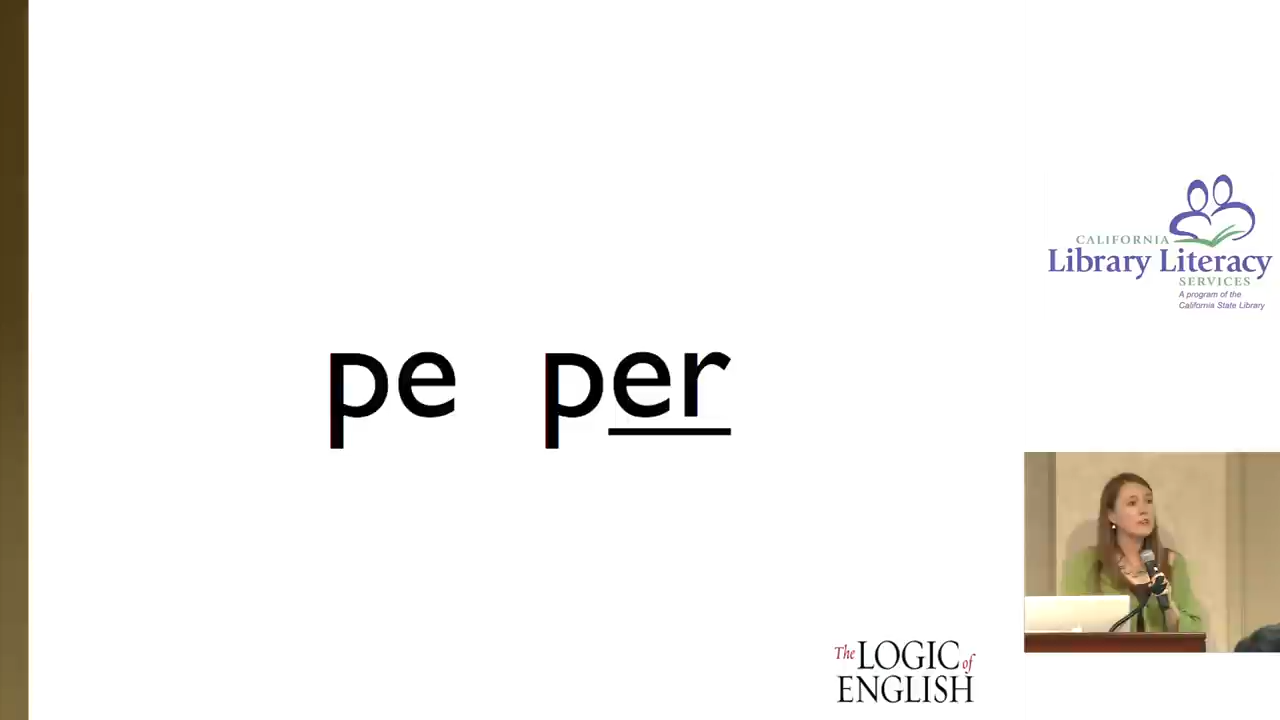 CALIFORNIA
Library Literacy
SERVICES
A program of the
California State Library
pe per
The LOGIC of
ENGLISH